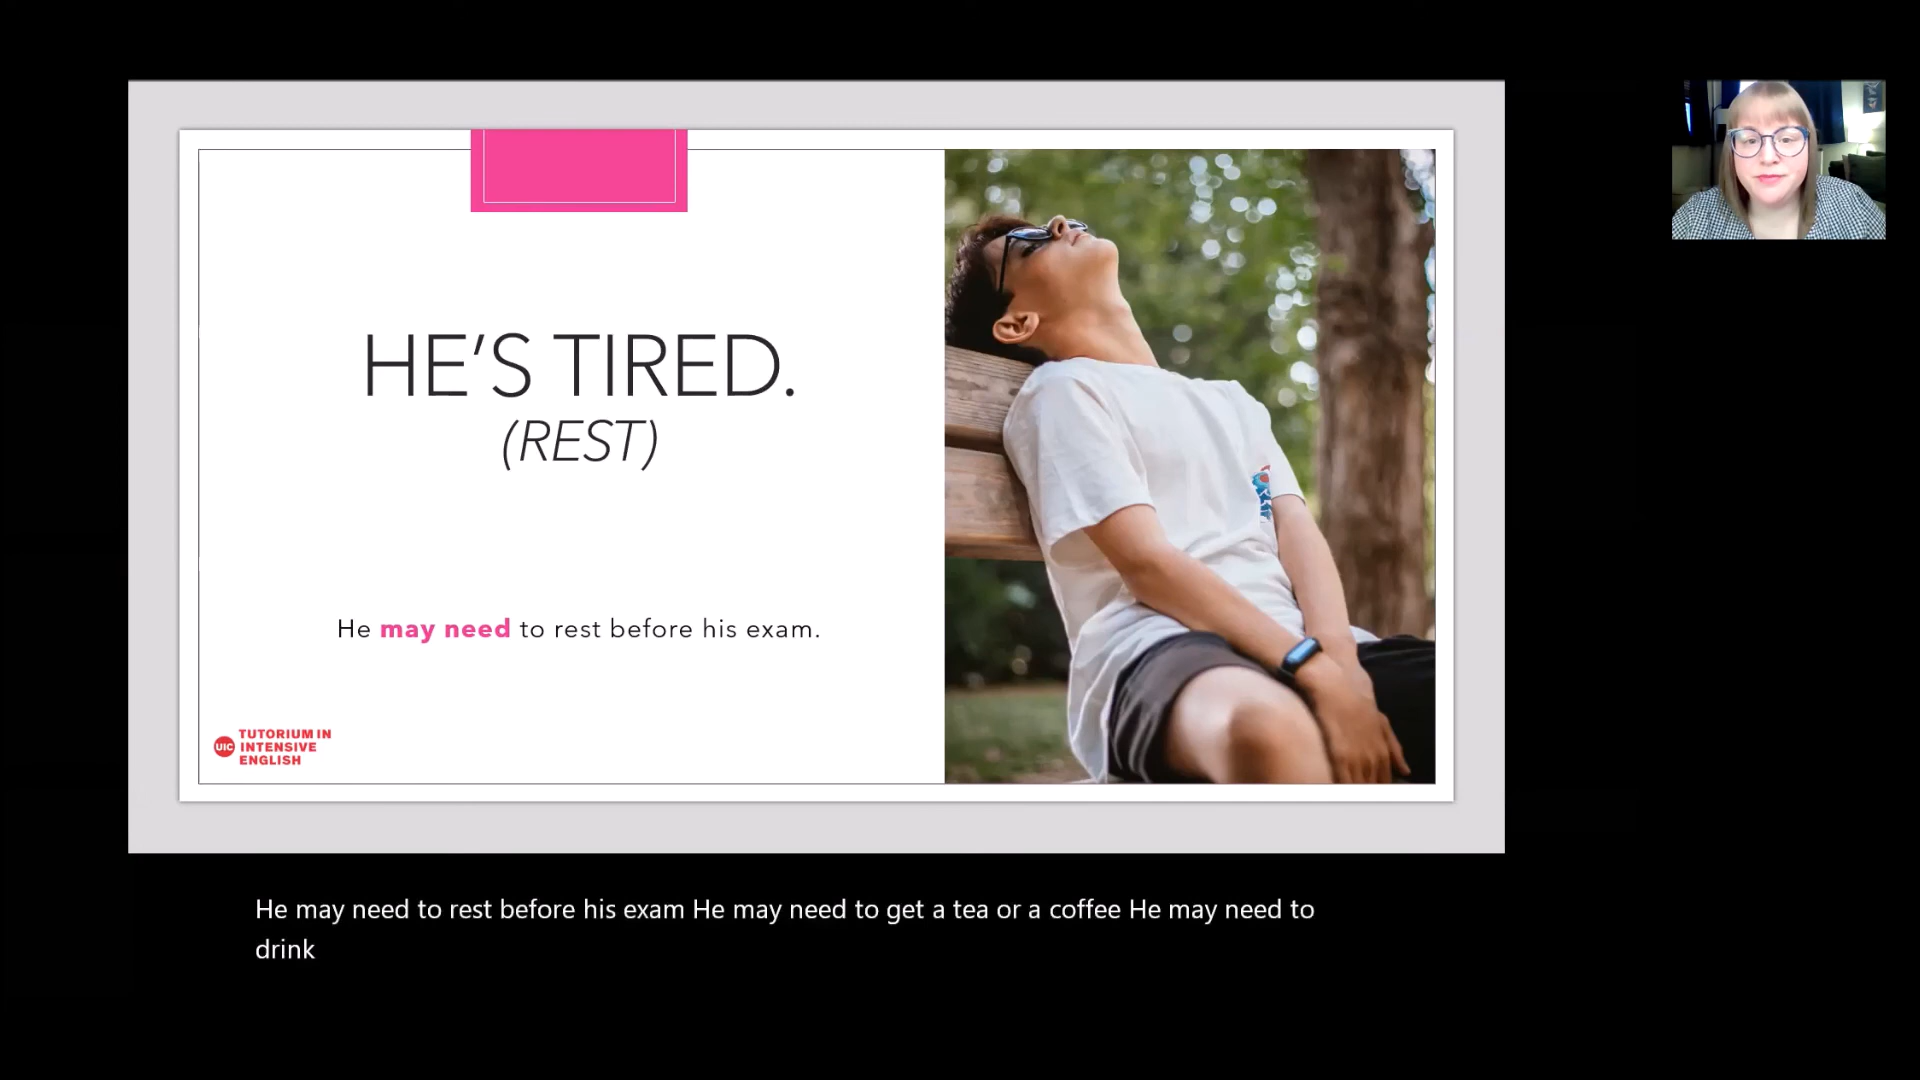 HE'S TIRED.
(REST)
He may need to rest before his exam.
UIC
TUTORIUM IN
INTENSIVE
ENGLISH
He may need to rest before his exam He may need to get a tea or a coffee He may need to
drink